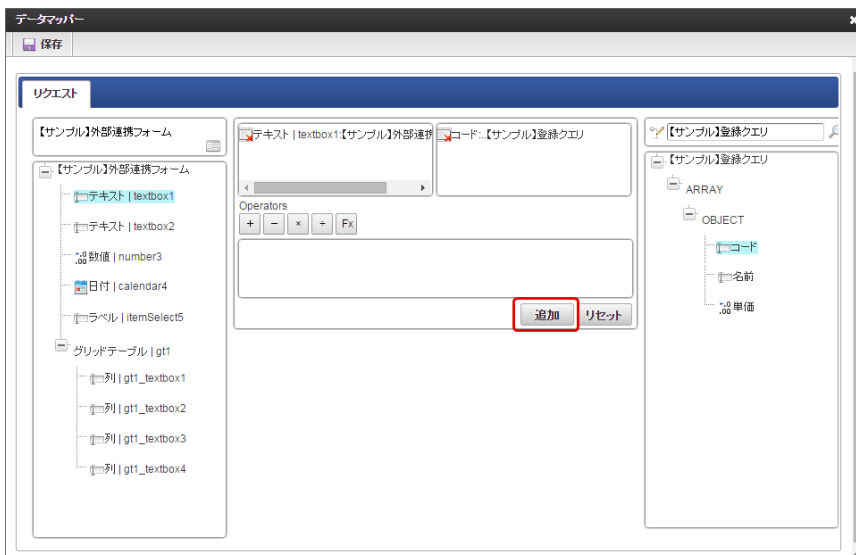 データマッパー
保存
リクエスト
【サンプル】外部連携フォーム
【サンプル】外部連携フォーム
テキスト | textbox1
テキスト | textbox2
数値 | number3
日付 | calendar4
ラベル | itemSelect5
グリッドテーブル | gt1
列 | gt1_textbox1
列 | gt1_textbox2
列 | gt1_textbox3
列 | gt1_textbox4
テキスト | textbox1:【サンプル】外部連携
コード:..【サンプル】登録クエリ
Operators
+ − × ÷ Fx
追加 リセット
【サンプル】登録クエリ
【サンプル】登録クエリ
ARRAY
OBJECT
コード
名前
単価